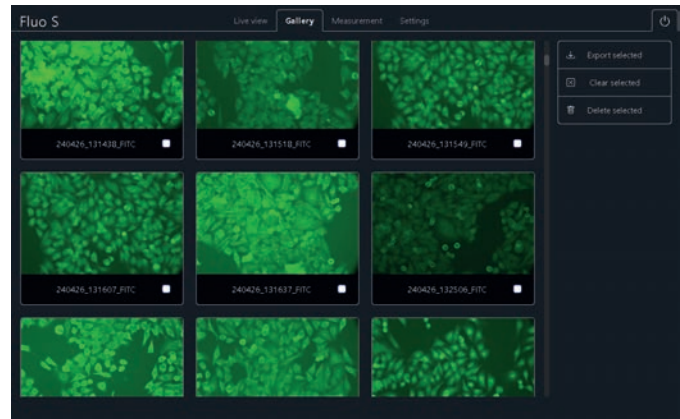 Fluo S
Live view Gallery Measurement Settings
Export selected
Clear selected
Delete selected
240426_131438_FITC
240426_131518_FITC
240426_131549_FITC
240426_131607_FITC
240426_131637_FITC
240426_132506_FITC